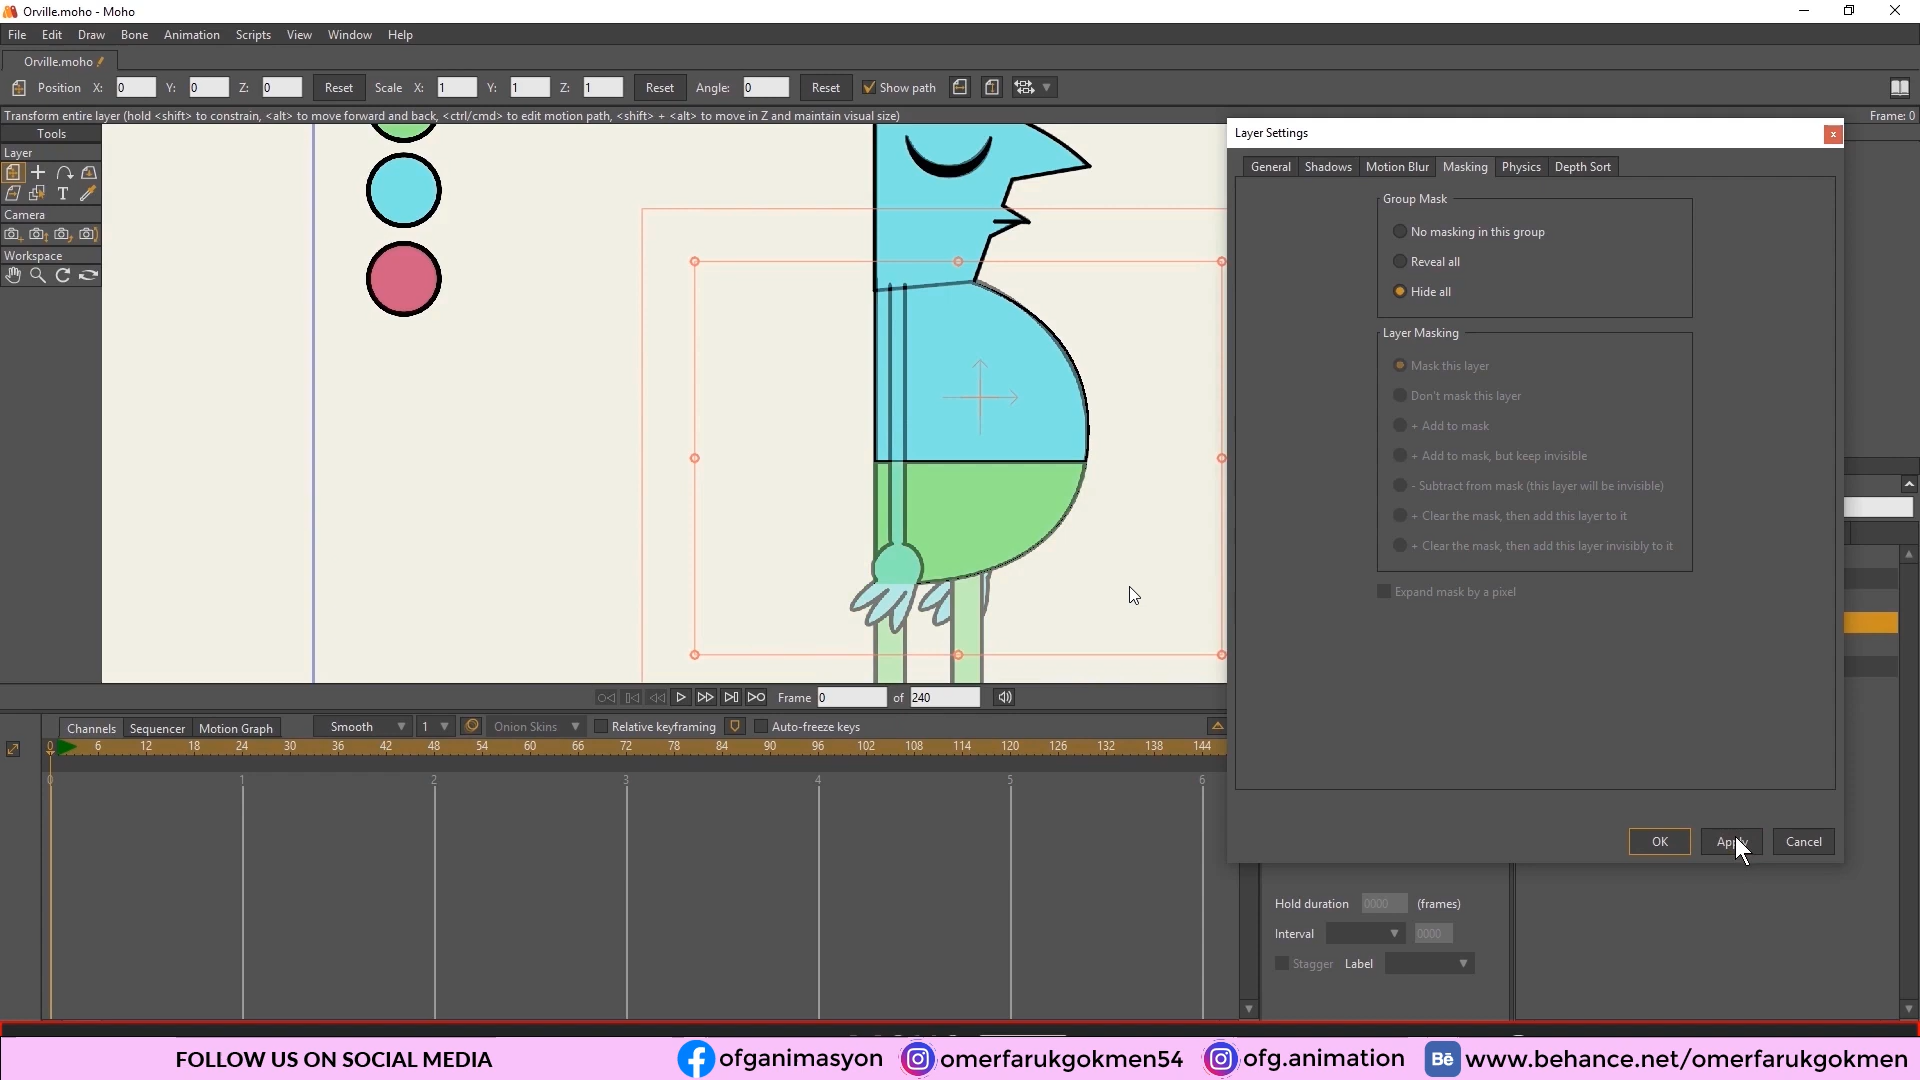 Orville.moho - Moho
File Edit Draw Bone Animation Scripts View Window Help
Orville.moho
Position X: 0 Y: 0 Z: 0 Reset Scale X: 1 Y: 1 Z: 1 Reset Angle: 0 Reset Show path
Transform entire layer (hold <shift> to constrain, <alt> to move forward and back, <ctrl/cmd> to edit motion path, <shift> + <alt> to move in Z and maintain visual size)
Frame: 0
Tools
Layer
Camera
Workspace
Layer Settings
General Shadows Motion Blur Masking Physics Depth Sort
Group Mask
No masking in this group
Reveal all
Hide all
Layer Masking
Mask this layer
Don't mask this layer
+ Add to mask
+ Add to mask, but keep invisible
- Subtract from mask (this layer will be invisible)
+ Clear the mask, then add this layer to it
+ Clear the mask, then add this layer invisibly to it
Expand mask by a pixel
OK Apply Cancel
Frame 0 of 240
Channels Sequencer Motion Graph Smooth 1 Onion Skins Relative keyframing Auto-freeze keys
0 6 12 18 24 30 36 42 48 54 60 66 72 78 84 90 96 102 108 114 120 126 132 138 144
0 1 2 3 4 5 6
Hold duration 0000 (frames)
Interval 0000
Stagger Label
FOLLOW US ON SOCIAL MEDIA ofganimasyon omerfarukgokmen54 ofg.animation Bē www.behance.net/omerfarukgokmen